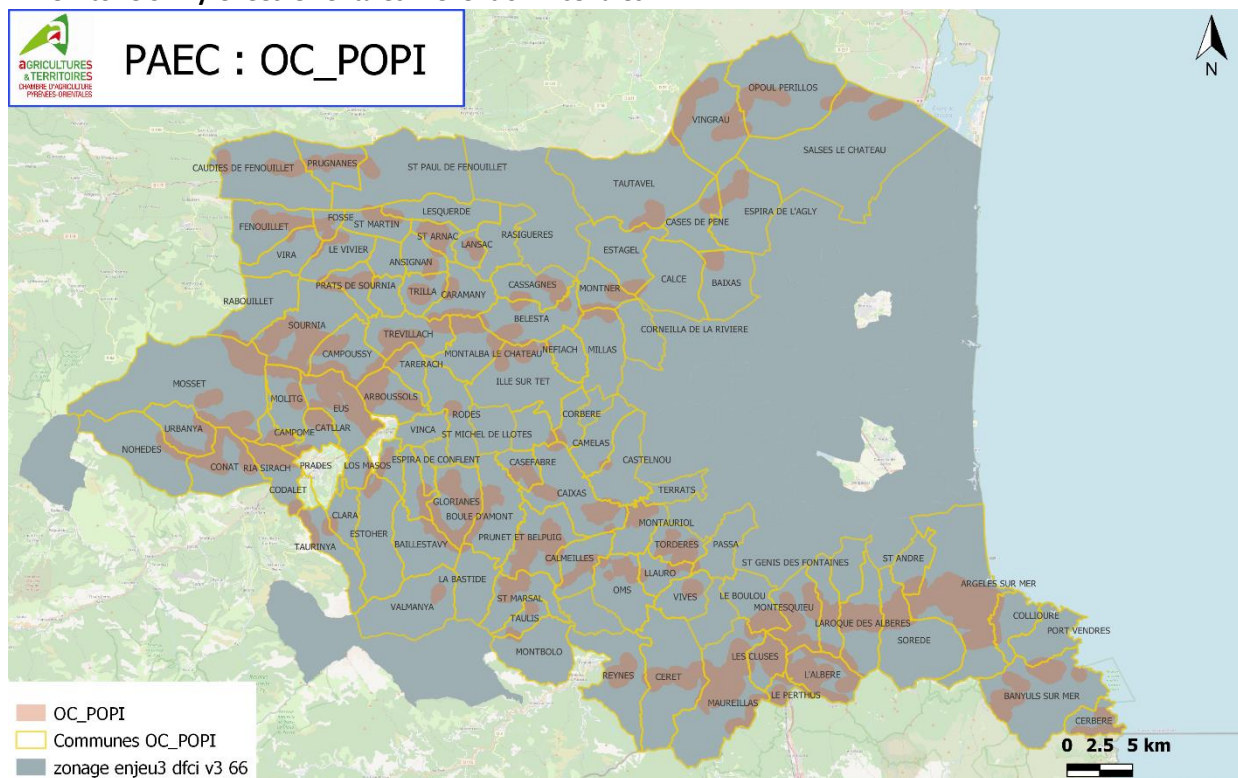 aGRICULTURES
& TERRITOIRES
CHAMBRE D'AGRICULTURE
PYRÉNÉES-ORIENTALES
PAEC : OC_POPI
N
OPOUL PERILLOS
VINGRAU
SALSES LE CHATEAU
CAUDIES DE FENOUILLET
PRUGNANES
ST PAUL DE FENOUILLET
TAUTAVEL
LESQUERDE
FOSSE
ST MARTIN
CASES DE PENE
ESPIRA DE L'AGLY
FENOUILLET
ST ARNAC
RASIGUERES
LANSAC
ESTAGEL
VIRA
LE VIVIER
ANSIGNAN
CALCE
BAIXAS
PRATS DE SOURNIA
TRILLA
CARAMANY
CASSAGNES
MONTNER
RABOUILLET
BELESTA
SOURNIA
TREVILLACH
CORNEILLA DE LA RIVIERE
CAMPOUSSY
MONTALBA LE CHATEAU
NEFIACH
MILLAS
TARERACH
ILLE SUR TET
MOSSET
MOLITG
ARBOUSSOLS
EUS
RODES
CORBERE
URBANYA
CAMPOME
CATLLAR
VINCA
ST MICHEL DE LLOTES
CAMELAS
NOHEDES
CONAT
RIA SIRACH
PRADES
LOS MASOS
ESPIRA DE CONFLENT
CASEFABRE
CASTELNOU
CODALET
CAIXAS
TERRATS
GLORIANES
CLARA
BOULE D'AMONT
MONTAURIOL
ESTOHER
TAURINYA
BAILLESTAVY
PRUNET ET BELPUIG
TORDERES
PASSA
CALMEILLES
ST GENIS DES FONTAINES
ST ANDRE
LLAURO
LA BASTIDE
OMS
ARGELES SUR MER
VALMANYA
ST MARSAL
VIVES
LE BOULOU
MONTESQUIEU
COLLIOURE
TAULIS
LAROQUE DES ALBERES
PORT VENDRES
SOREDE
MONTBOLO
LES CLUSES
REYNES
CERET
L'ALBERE
LE PERTHUS
BANYULS SUR MER
MAUREILLAS
CERBERE
OC_POPI
Communes OC_POPI
zonage enjeu3 dfci v3 66
0 2.5 5 km